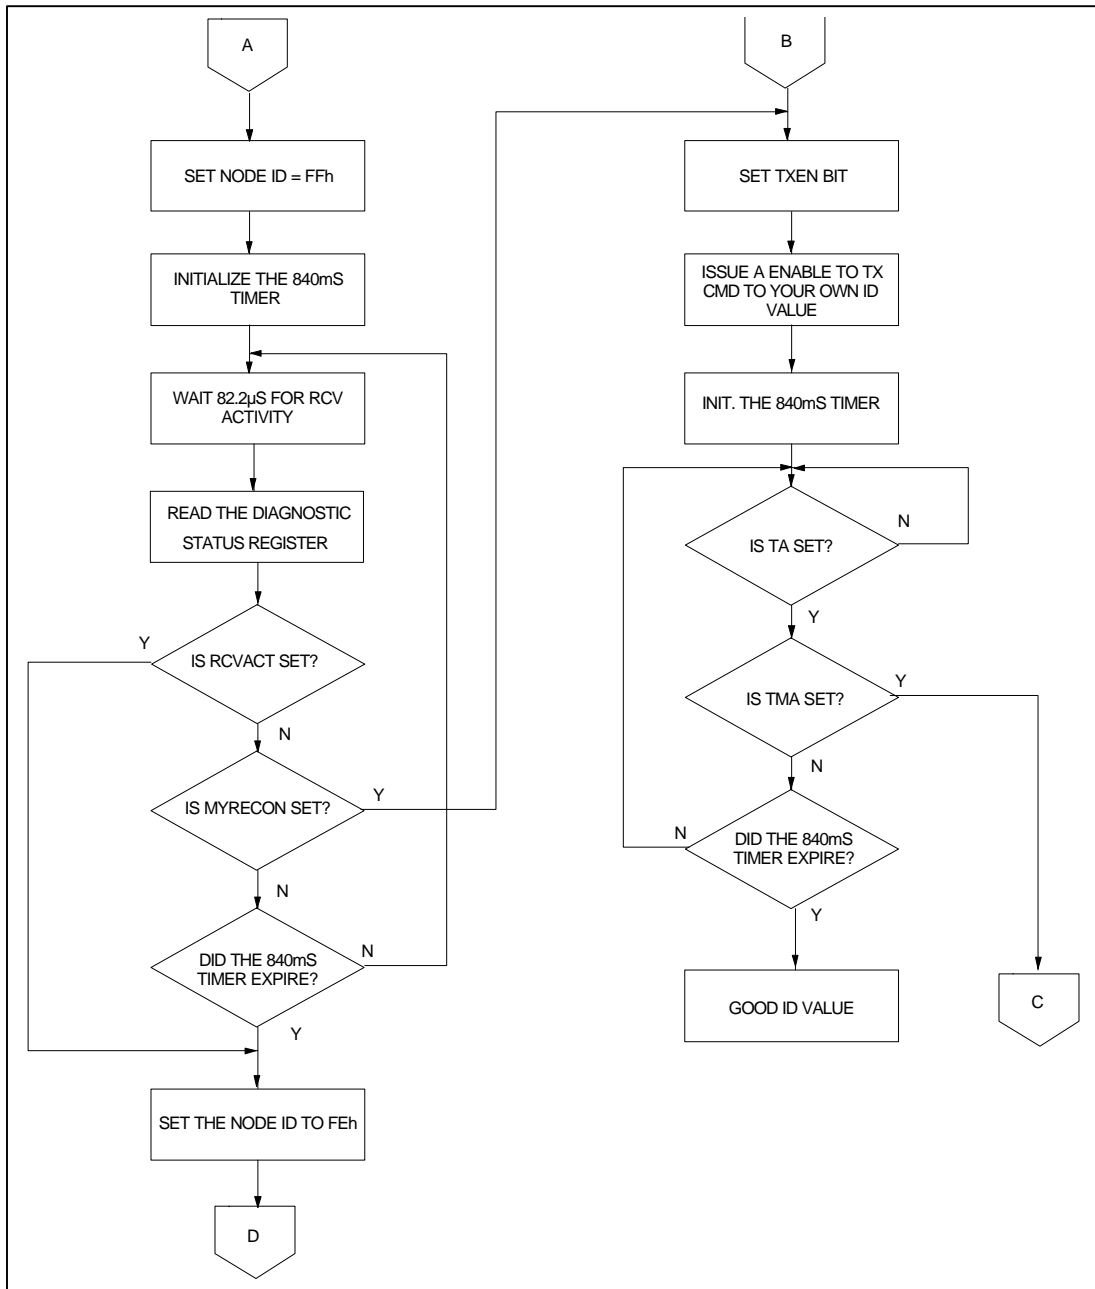 A
SET NODE ID = FFh
INITIALIZE THE 840mS
TIMER
WAIT 82.2µS FOR RCV
ACTIVITY
READ THE DIAGNOSTIC
STATUS REGISTER
Y
IS RCVACT SET?
N
IS MYRECON SET?
Y
N
DID THE 840mS
TIMER EXPIRE?
N
Y
SET THE NODE ID TO FEh
D
B
SET TXEN BIT
ISSUE A ENABLE TO TX
CMD TO YOUR OWN ID
VALUE
INIT. THE 840mS TIMER
N
IS TA SET?
Y
IS TMA SET?
Y
N
N
DID THE 840mS
TIMER EXPIRE?
Y
GOOD ID VALUE
C